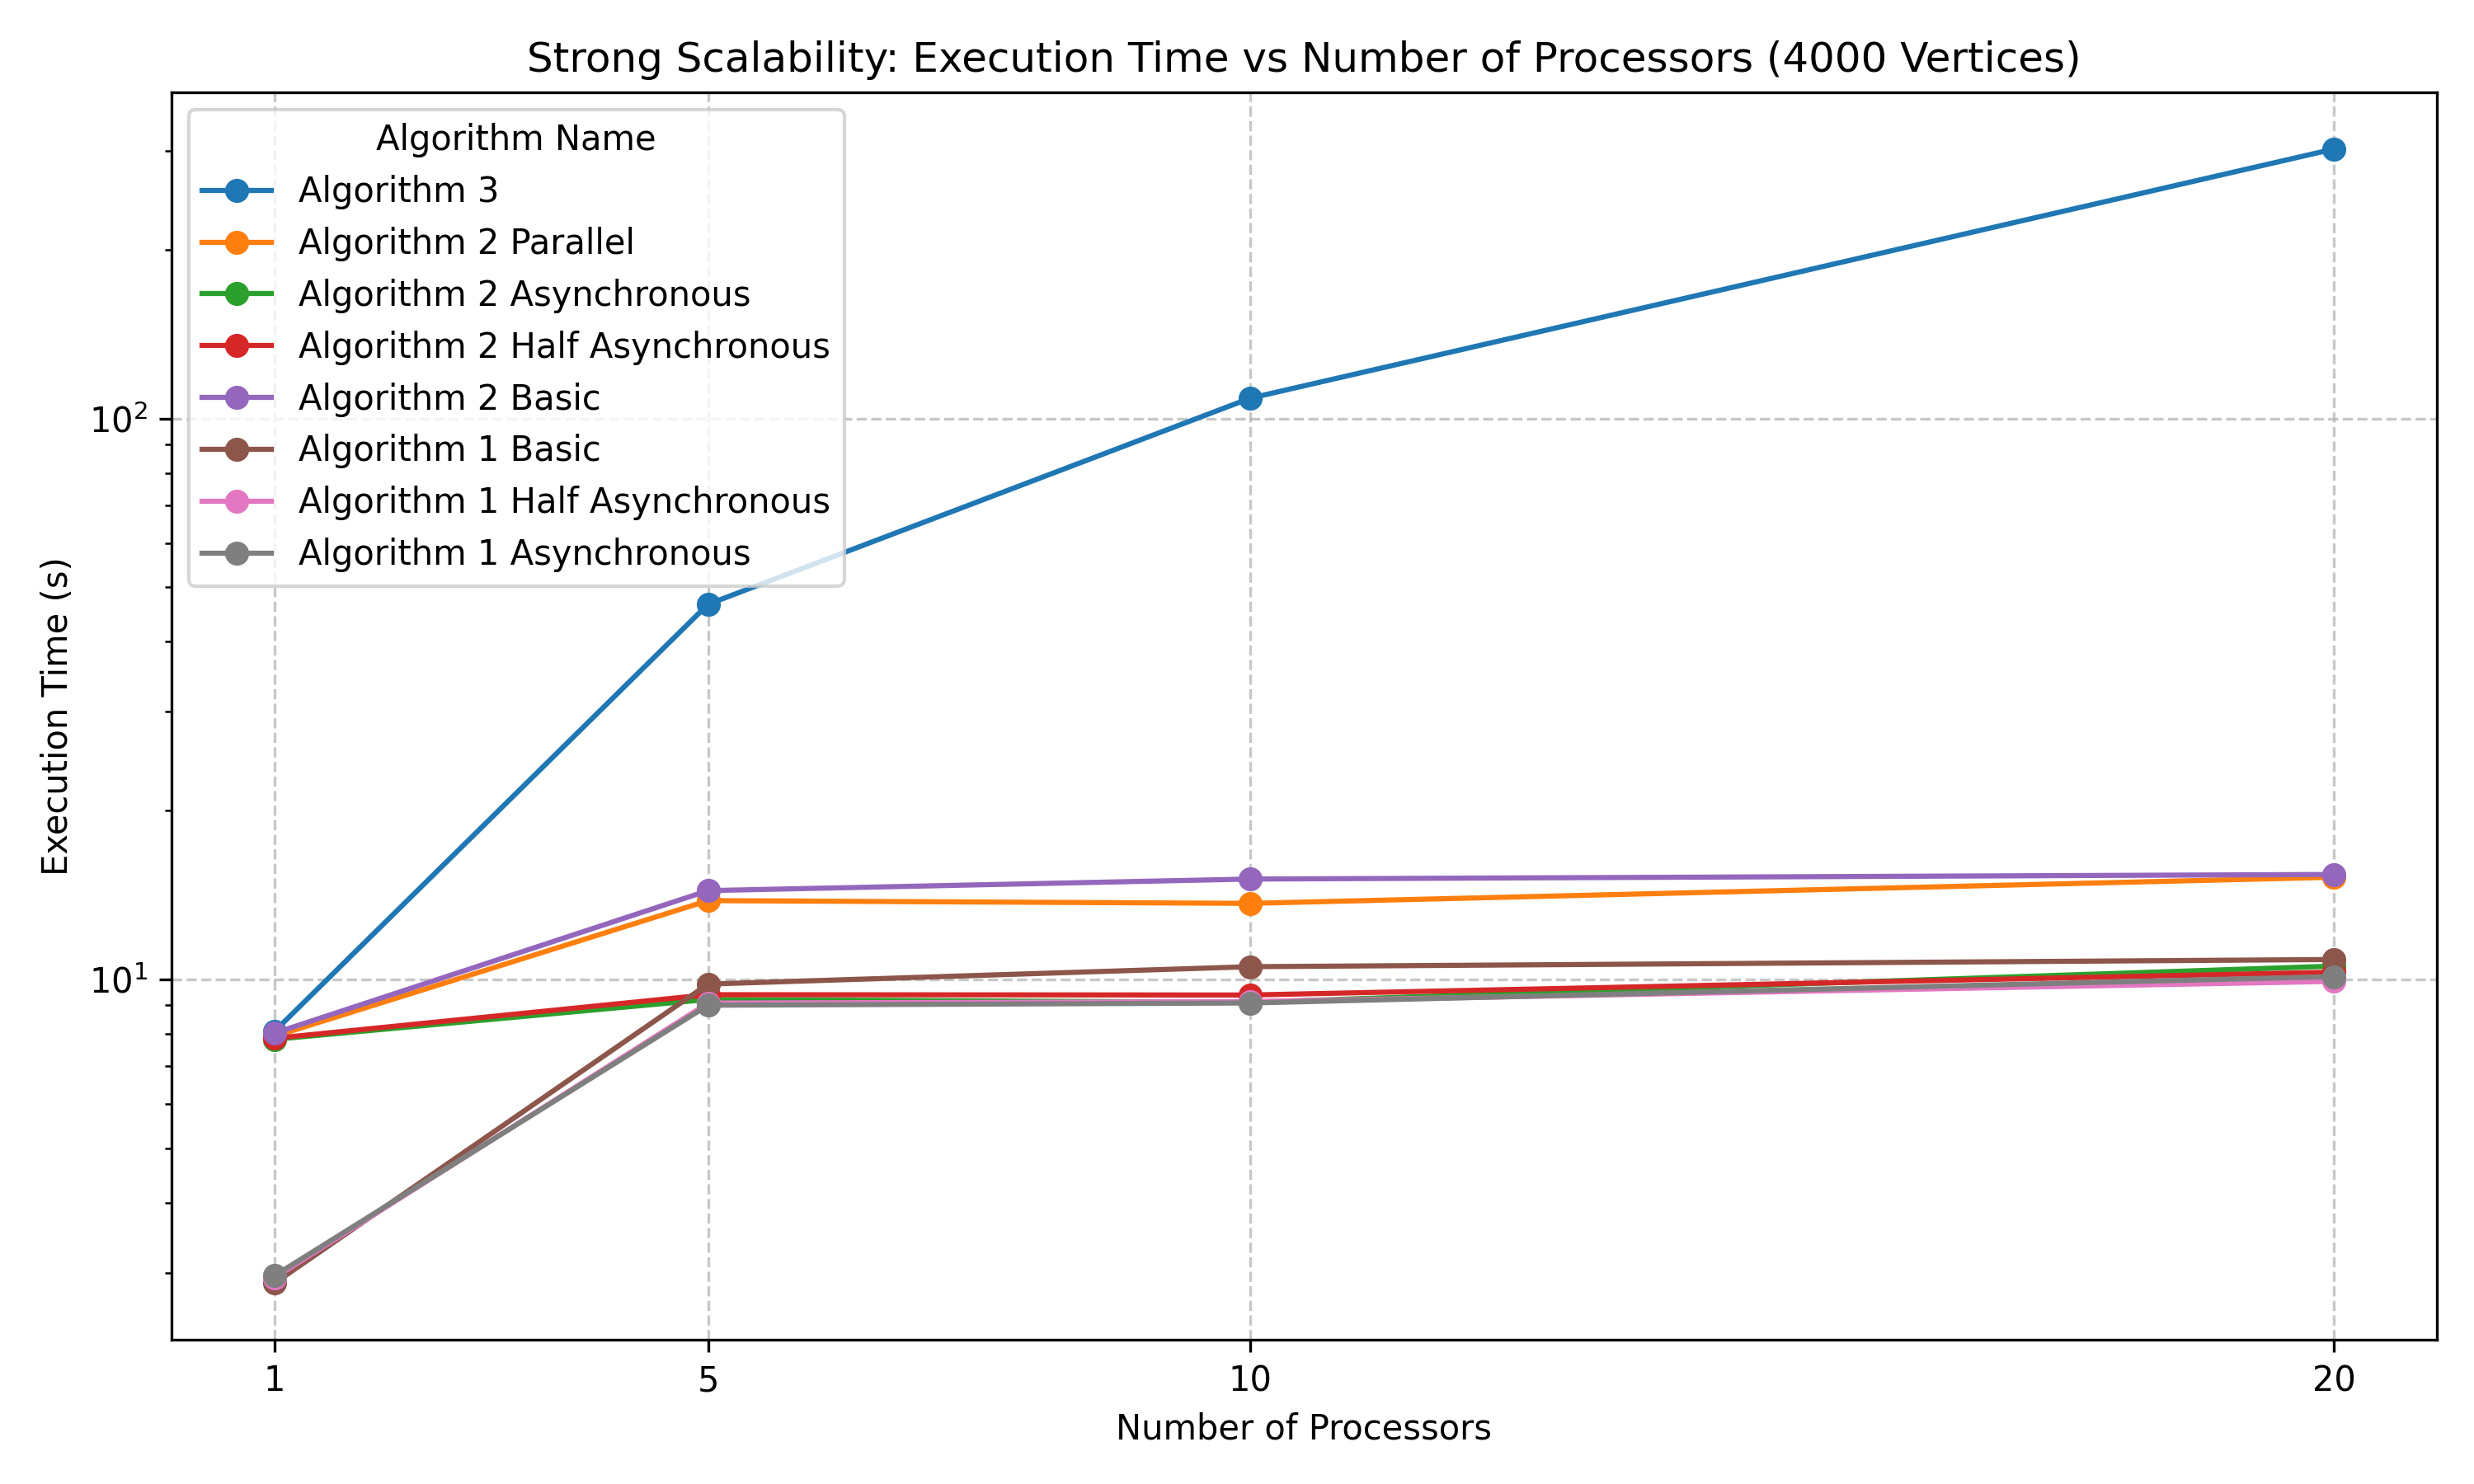 Strong Scalability: Execution Time vs Number of Processors (4000 Vertices)
Algorithm Name
Algorithm 3
Algorithm 2 Parallel
Algorithm 2 Asynchronous
Algorithm 2 Half Asynchronous
Algorithm 2 Basic
Algorithm 1 Basic
Algorithm 1 Half Asynchronous
Algorithm 1 Asynchronous
Execution Time (s)
10²
10¹
1 5 10 20
Number of Processors